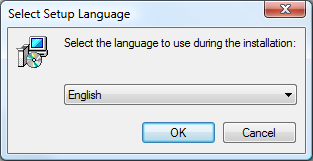 Select Setup Language
Select the language to use during the installation:
English
OK
Cancel